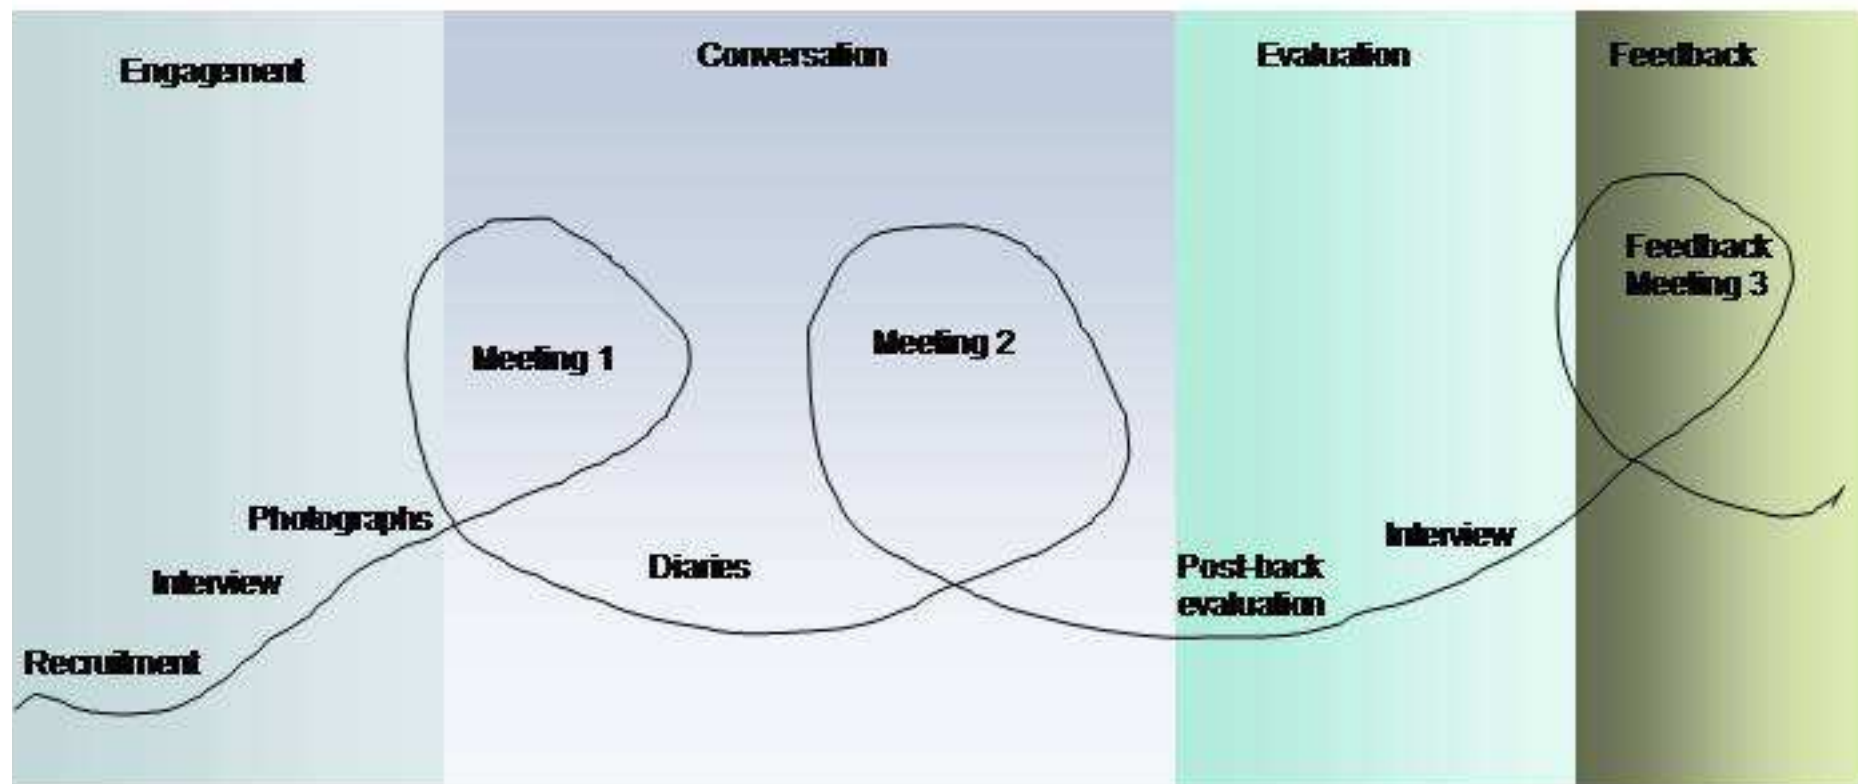 Engagement
Conversation
Evaluation
Feedback
Feedback
Meeting 3
Meeting 1
Meeting 2
Photographs
Interview
Recruitment
Diaries
Post-back
evaluation
Interview